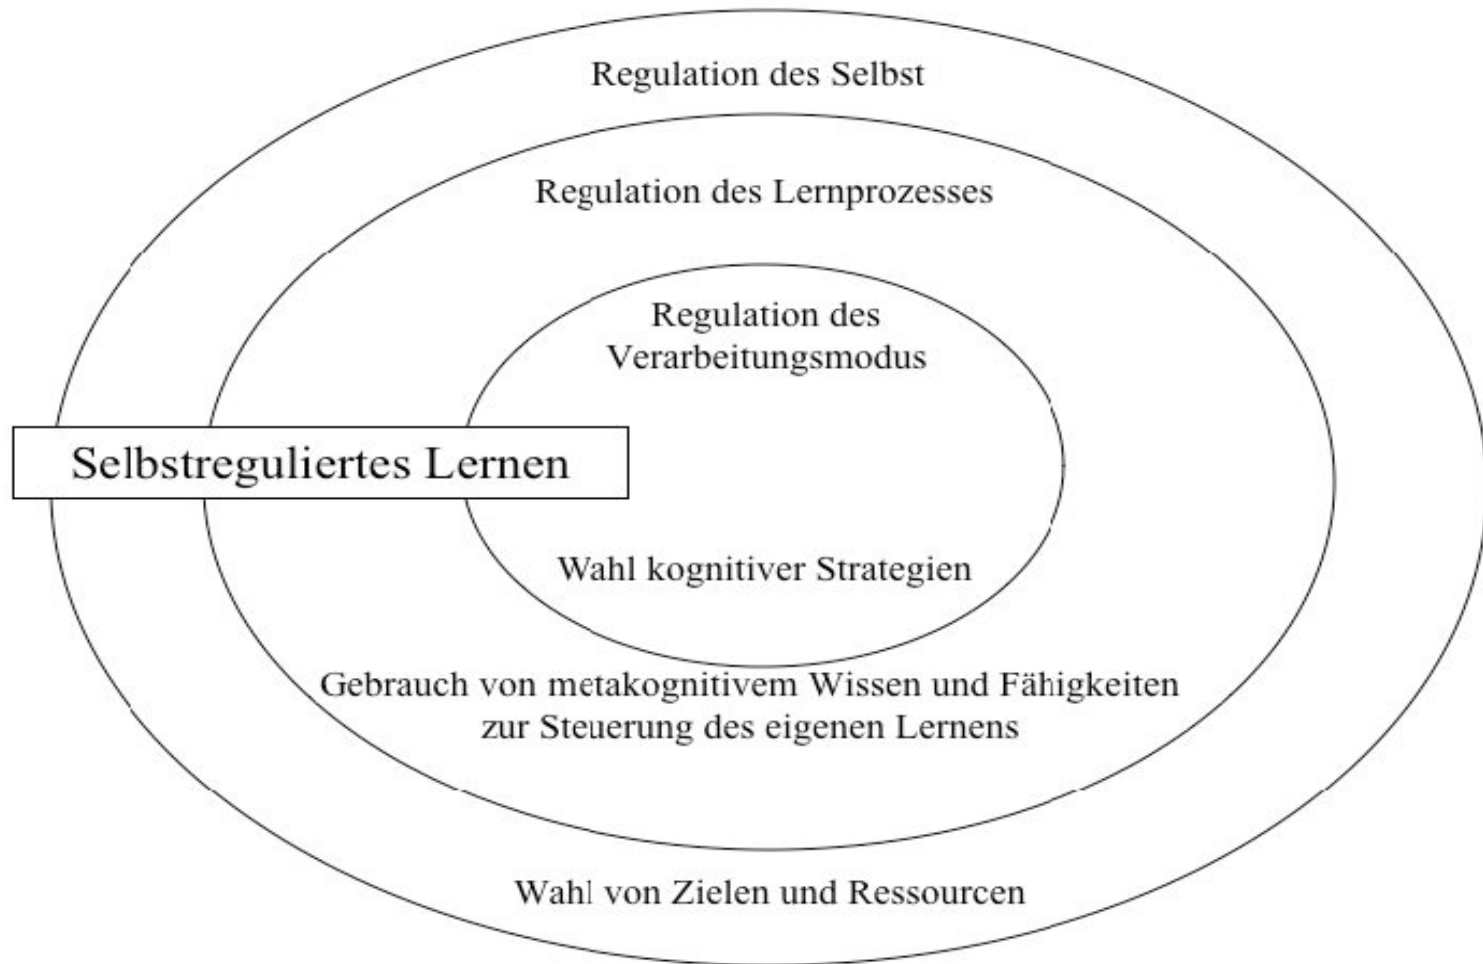 Regulation des Selbst
Regulation des Lernprozesses
Regulation des
Verarbeitungsmodus
Selbstreguliertes Lernen
Wahl kognitiver Strategien
Gebrauch von metakognitivem Wissen und Fähigkeiten
zur Steuerung des eigenen Lernens
Wahl von Zielen und Ressourcen